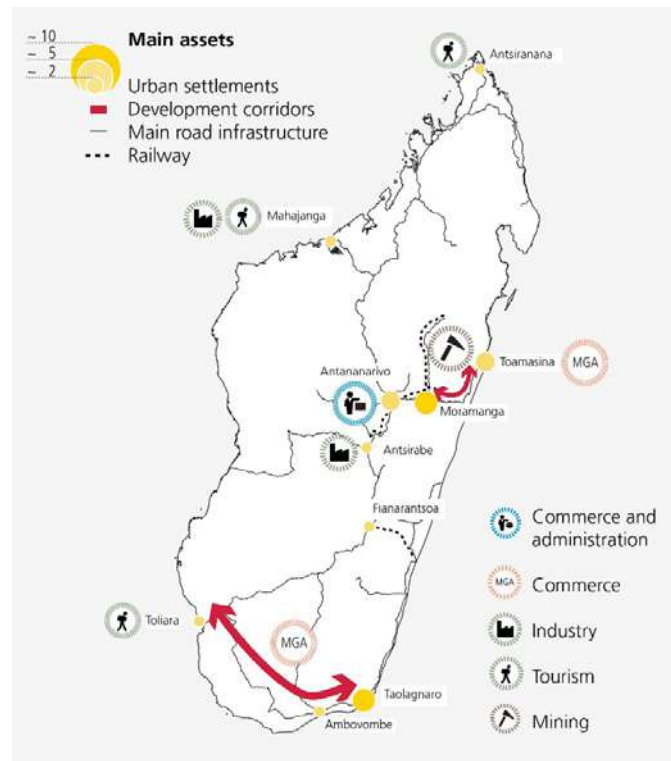 ~ 10
~ 5
~ 2
Main assets
Urban settlements
Development corridors
Main road infrastructure
Railway
Antsiranana
Mahajanga
Toamasina
MGA
Antananarivo
Moramanga
Antsirabe
Fianarantsoa
Toliara
MGA
Taolagnaro
Ambovombe
Commerce and
administration
MGA
Commerce
Industry
Tourism
Mining